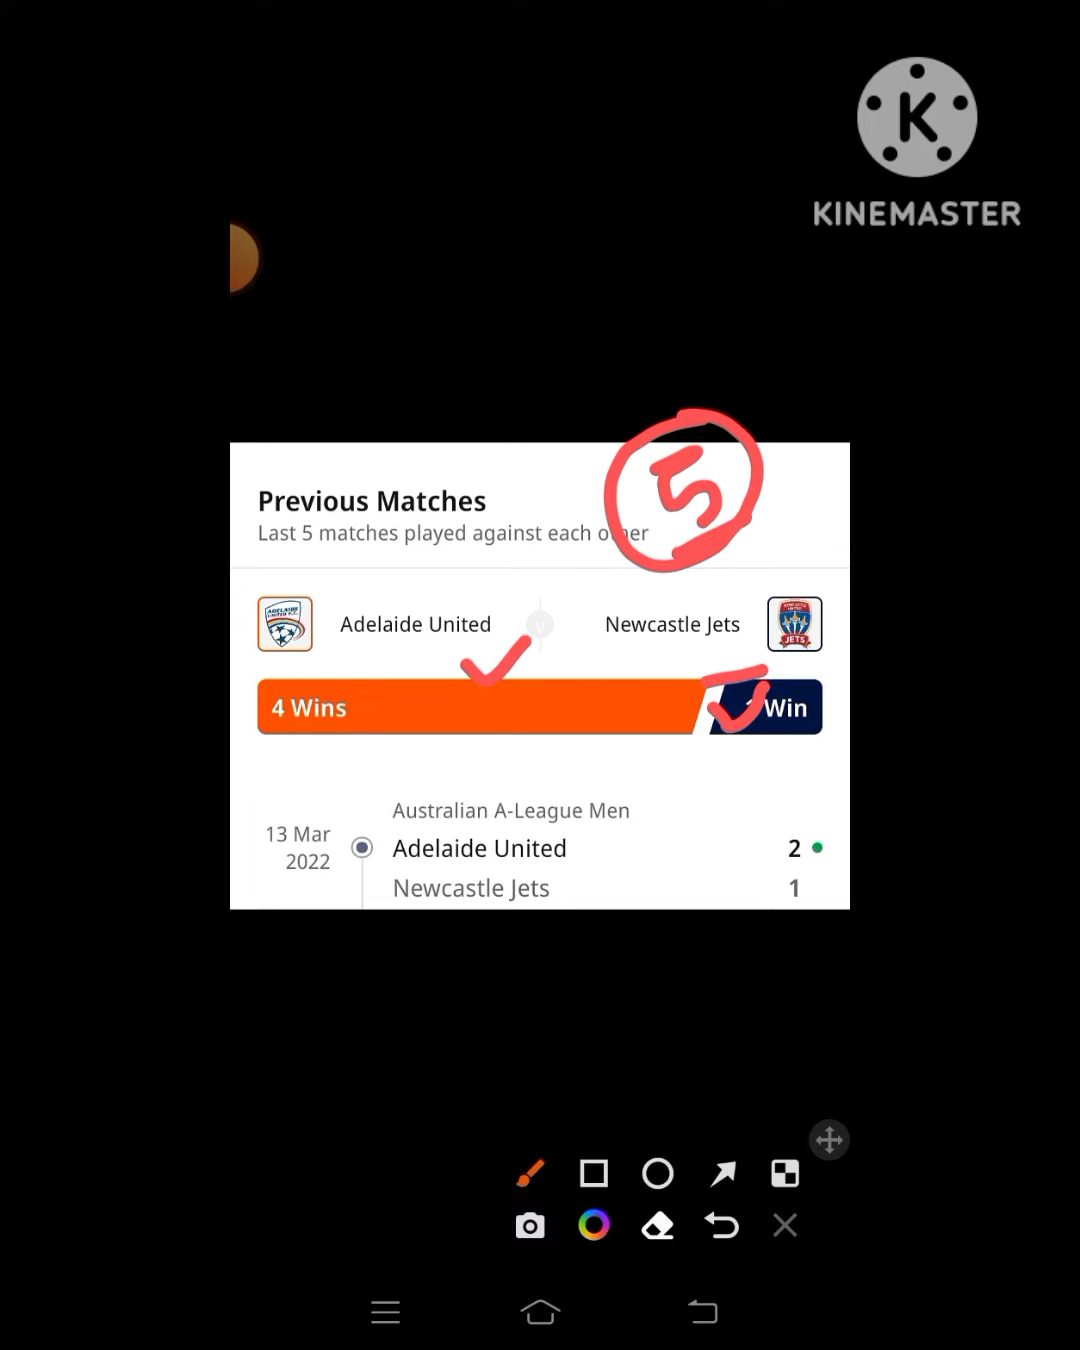 KINEMASTER
5
Previous Matches
Last 5 matches played against each other
Adelaide United
v
Newcastle Jets
JETS
4 Wins
Win
Australian A-League Men
13 Mar
2022
Adelaide United
2
Newcastle Jets
1